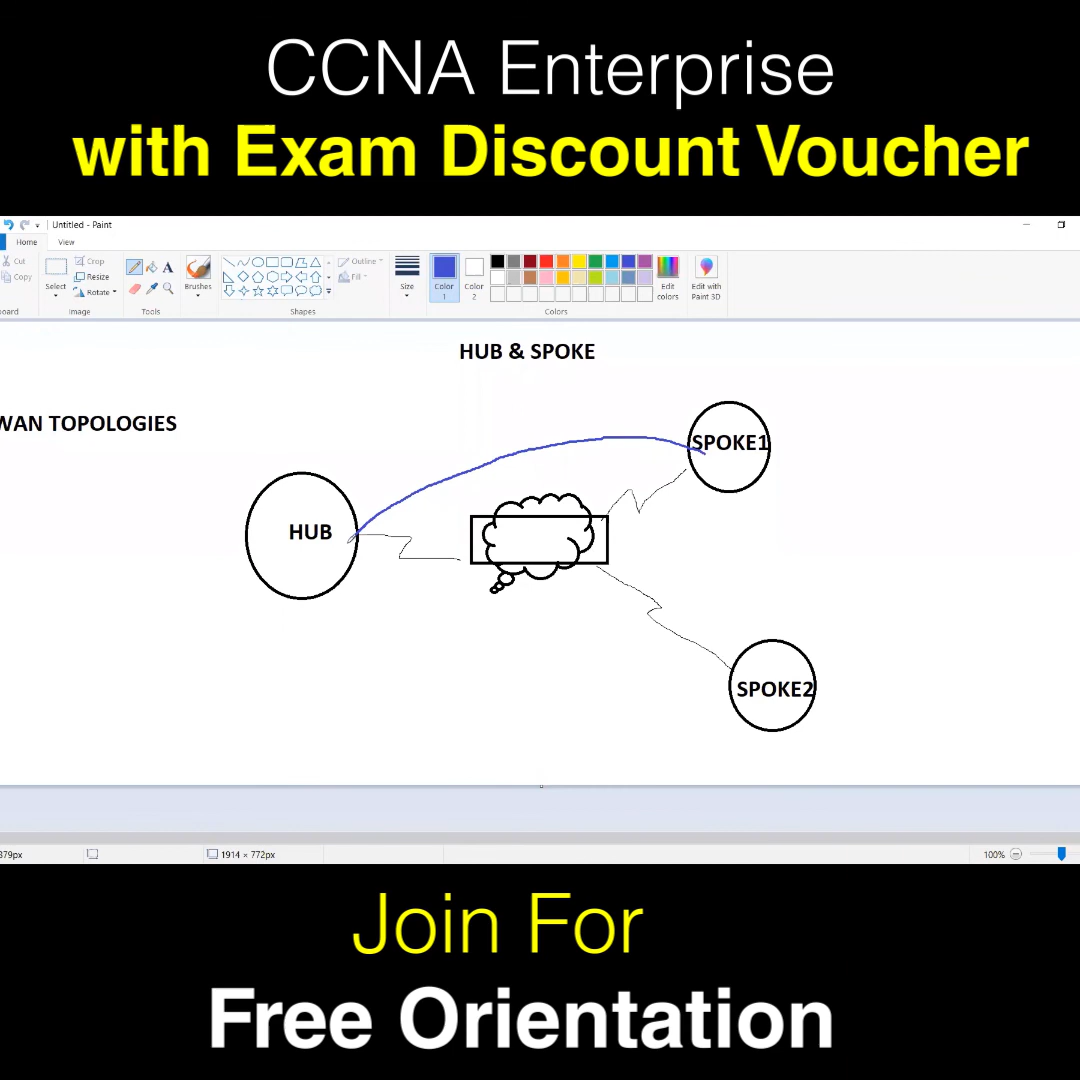 CCNA Enterprise
with Exam Discount Voucher
Untitled - Paint
Home View
Cut
Copy
Select
Crop
Resize
Rotate
Image
Tools
Brushes
Outline
Fill
Shapes
Size
Color
1
Color
2
Edit
colors
Colors
Edit with
Paint 3D
HUB & SPOKE
WAN TOPOLOGIES
SPOKE1
HUB
SPOKE2
1914 × 772px
100%
Join For
Free Orientation